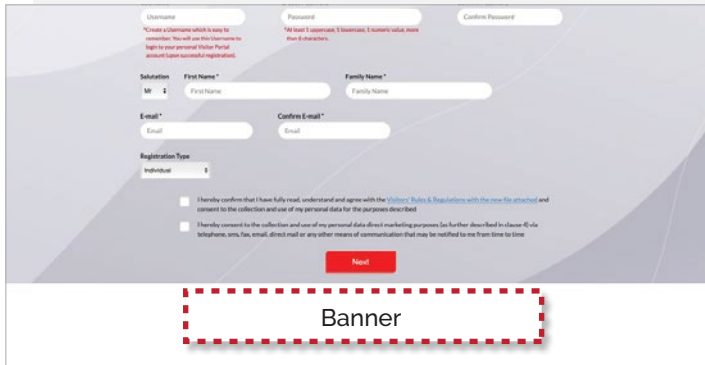 Username Password Confirm Password
*Create a Username which is easy to
remember. You will use this Username to
login to your personal Visitor Portal
account (upon successful registration).
*At least 1 uppercase, 1 lowercase, 1 numeric value, more
than 8 characters.
Salutation First Name * Family Name *
Mr First Name Family Name
E-mail * Confirm E-mail *
Email Email
Registration Type
Individual
I hereby confirm that I have fully read, understand and agree with the Visitors' Rules & Regulations with the new file attached and
consent to the collection and use of my personal data for the purposes described
I hereby consent to the collection and use of my personal data direct marketing purposes (as further described in clause 4) via
telephone, sms, fax, email, direct mail or any other means of communication that may be notified to me from time to time
Next
Banner